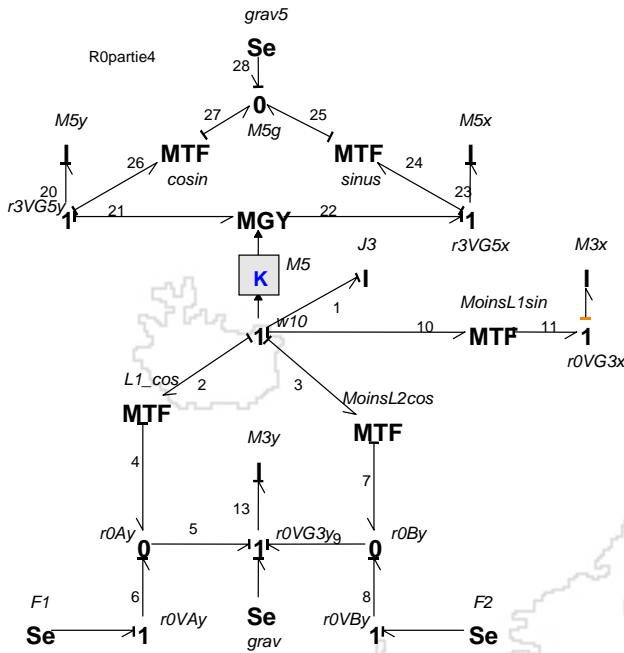 grav5
Se
R0partie4
28
0
27
25
M5g
M5y
M5x
I
MTF
MTF
I
26
cosin
sinus
24
20
23
r3VG5y
1
21
MGY
22
1
r3VG5x
J3
M3x
K
M5
I
I
1
MoinsL1sin
w10
1
10
MTF
11
1
r0VG3x
L1_cos
2
3
MoinsL2cos
MTF
MTF
M3y
4
I
7
13
r0Ay
5
r0VG3y
9
r0By
0
1
0
6
8
F1
r0VAy
Se
r0VBy
F2
Se
1
grav
1
Se